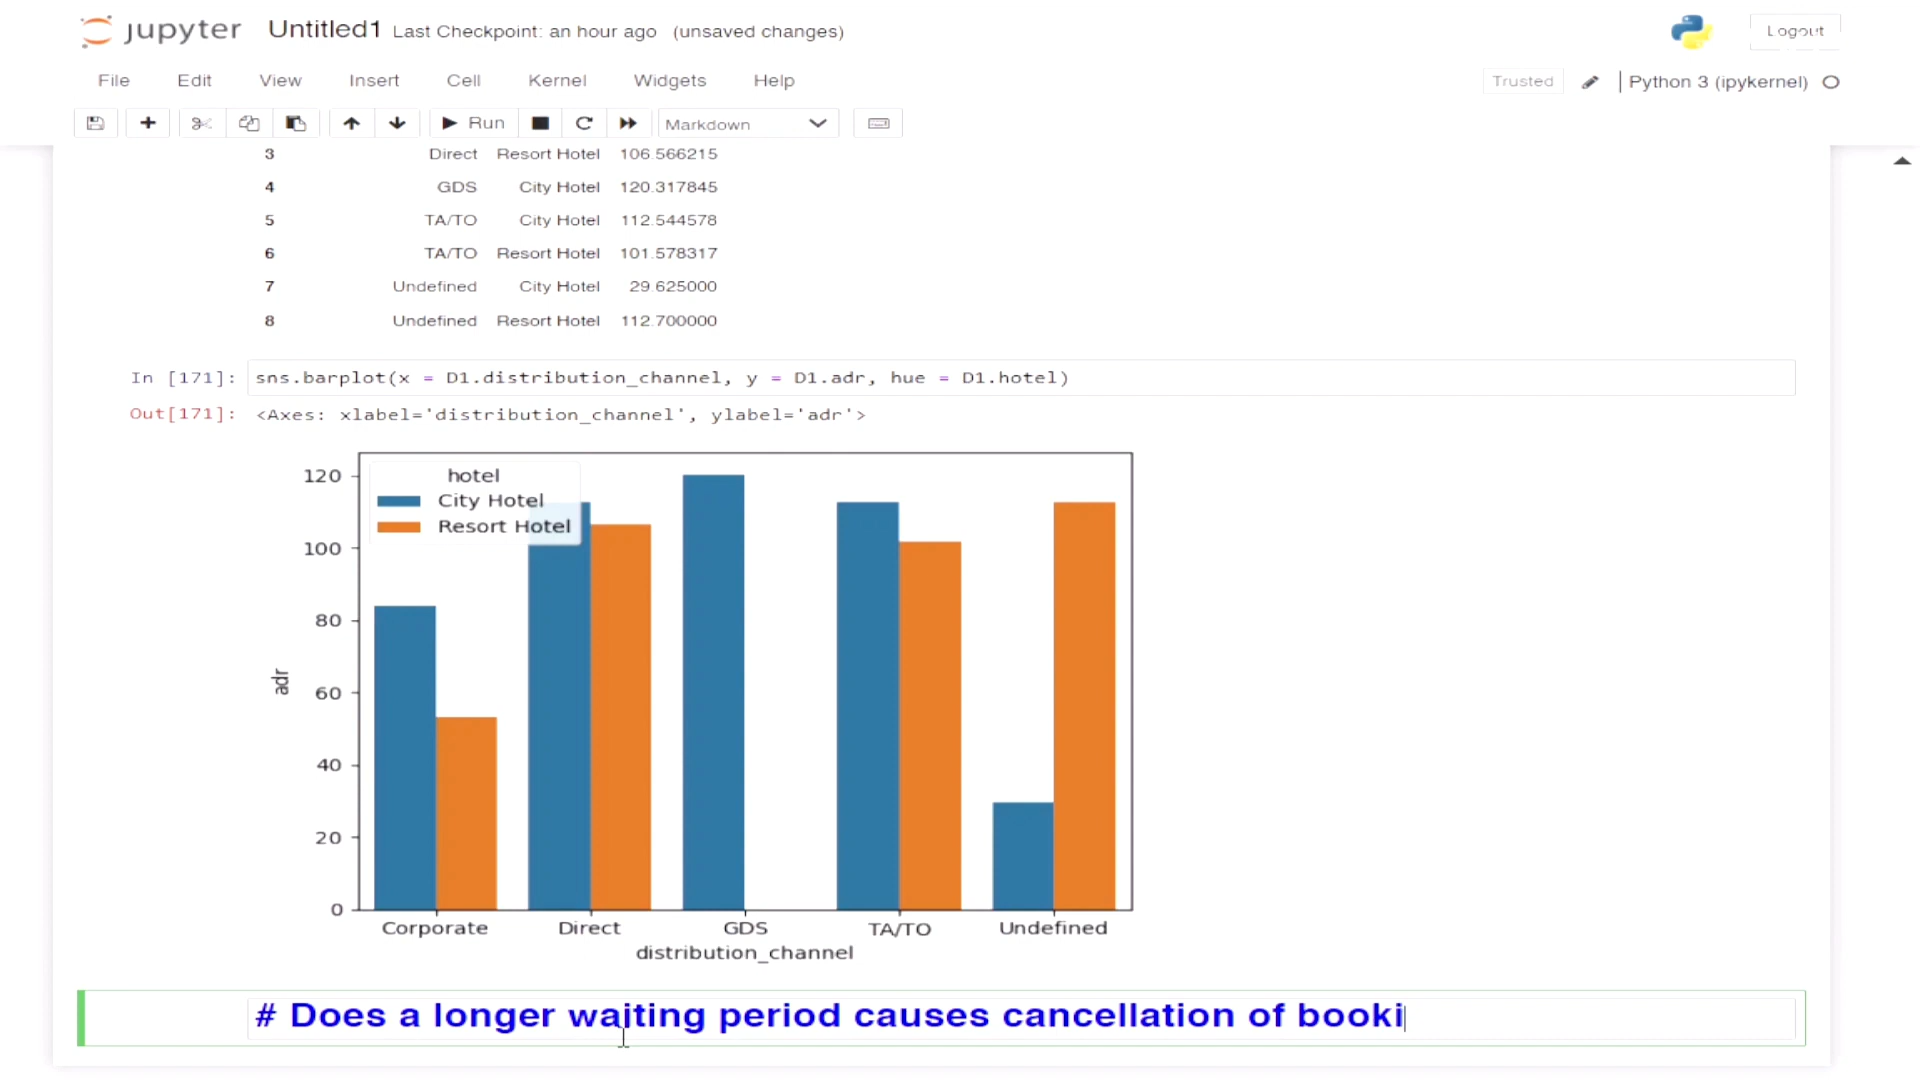 jupyter Untitled1 Last Checkpoint: an hour ago (unsaved changes) Logout
File Edit View Insert Cell Kernel Widgets Help Trusted Python 3 (ipykernel)
Run Markdown
3 Direct Resort Hotel 106.566215
4 GDS City Hotel 120.317845
5 TA/TO City Hotel 112.544578
6 TA/TO Resort Hotel 101.578317
7 Undefined City Hotel 29.625000
8 Undefined Resort Hotel 112.700000
In [171]: sns.barplot(x = D1.distribution_channel, y = D1.adr, hue = D1.hotel)
Out[171]: <Axes: xlabel='distribution_channel', ylabel='adr'>
hotel
City Hotel
Resort Hotel
120
100
80
60
40
20
0
adr
Corporate Direct GDS TA/TO Undefined
distribution_channel
# Does a longer waiting period causes cancellation of booki